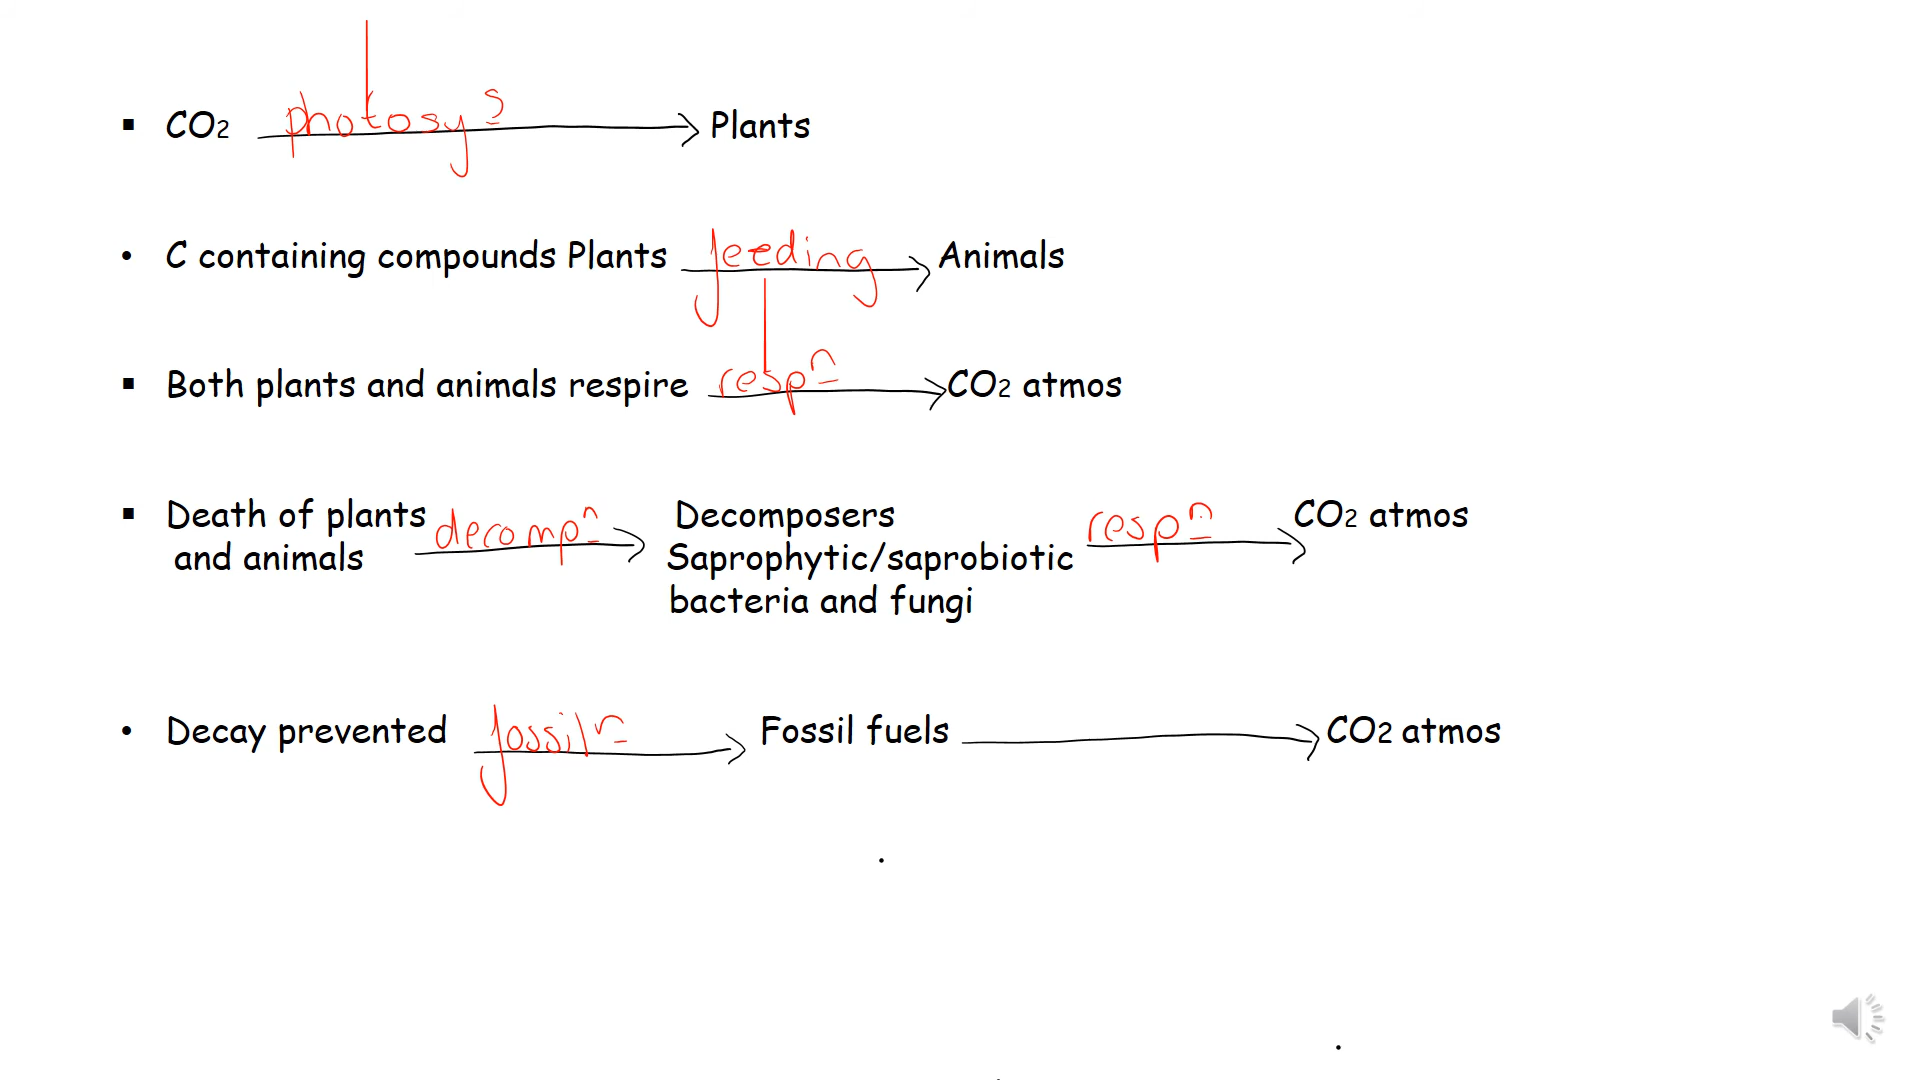 ▪ CO2 photosy s Plants
• C containing compounds Plants feeding Animals
▪ Both plants and animals respire respn CO2 atmos
▪ Death of plants decompn Decomposers respn CO2 atmos
and animals Saprophytic/saprobiotic
bacteria and fungi
• Decay prevented fossiln Fossil fuels CO2 atmos